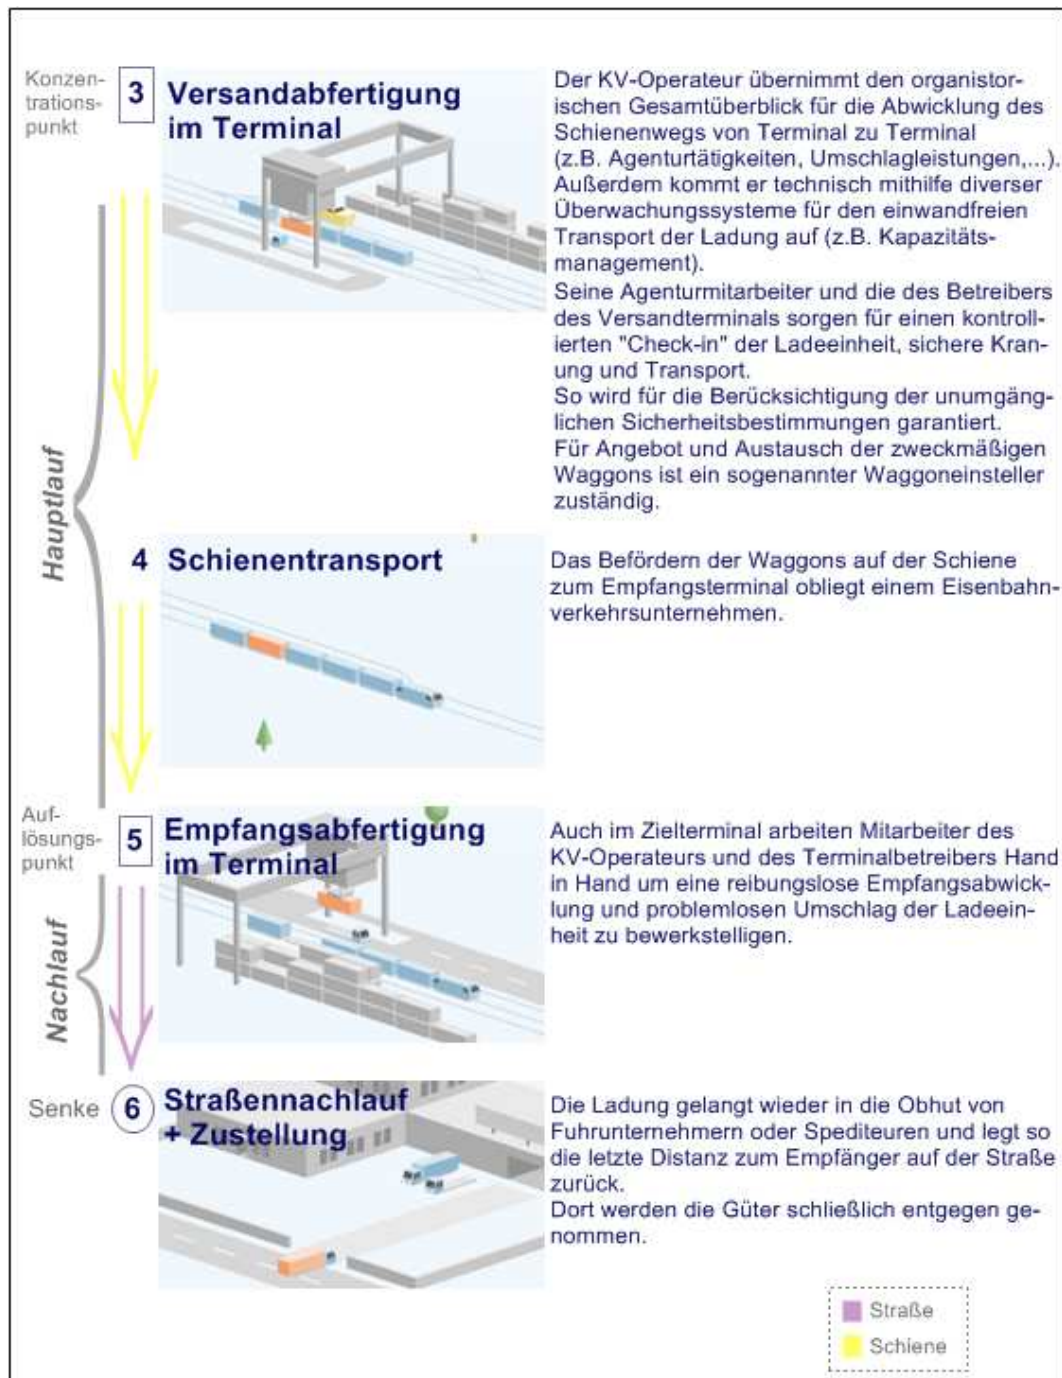 Konzen-
trations-
punkt
3
Versandabfertigung
im Terminal
Der KV-Operateur übernimmt den organistor-
ischen Gesamtüberblick für die Abwicklung des
Schienenwegs von Terminal zu Terminal
(z.B. Agenturtätigkeiten, Umschlagleistungen,...).
Außerdem kommt er technisch mithilfe diverser
Überwachungssysteme für den einwandfreien
Transport der Ladung auf (z.B. Kapazitäts-
management).
Seine Agenturmitarbeiter und die des Betreibers
des Versandterminals sorgen für einen kontroll-
ierten "Check-in" der Ladeeinheit, sichere Kran-
ung und Transport.
So wird für die Berücksichtigung der unumgäng-
lichen Sicherheitsbestimmungen garantiert.
Für Angebot und Austausch der zweckmäßigen
Waggons ist ein sogenannter Waggoneinsteller
zuständig.
Hauptlauf
4
Schienentransport
Das Befördern der Waggons auf der Schiene
zum Empfangsterminal obliegt einem Eisenbahn-
verkehrsunternehmen.
Auf-
lösungs-
punkt
5
Empfangsabfertigung
im Terminal
Auch im Zielterminal arbeiten Mitarbeiter des
KV-Operateurs und des Terminalbetreibers Hand
in Hand um eine reibungslose Empfangsabwick-
lung und problemlosen Umschlag der Ladeein-
heit zu bewerkstelligen.
Nachlauf
Senke
6
Straßennachlauf
+ Zustellung
Die Ladung gelangt wieder in die Obhut von
Fuhrunternehmern oder Spediteuren und legt so
die letzte Distanz zum Empfänger auf der Straße
zurück.
Dort werden die Güter schließlich entgegen ge-
nommen.
Straße
Schiene